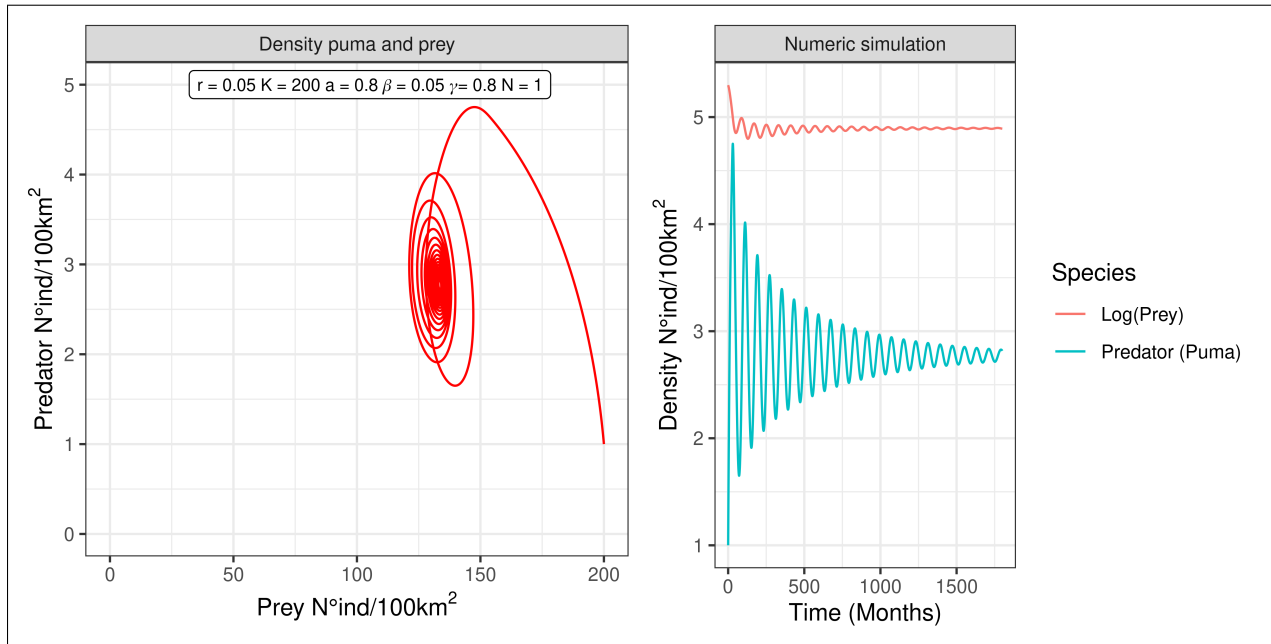 Density puma and prey
r = 0.05 K = 200 a = 0.8 β = 0.05 γ= 0.8 N = 1
5
4
3
2
1
0
Predator N°ind/100km²
0 50 100 150 200
Prey N°ind/100km²
Numeric simulation
5
4
3
2
1
Density N°ind/100km²
0 500 1000 1500
Time (Months)
Species
Log(Prey)
Predator (Puma)